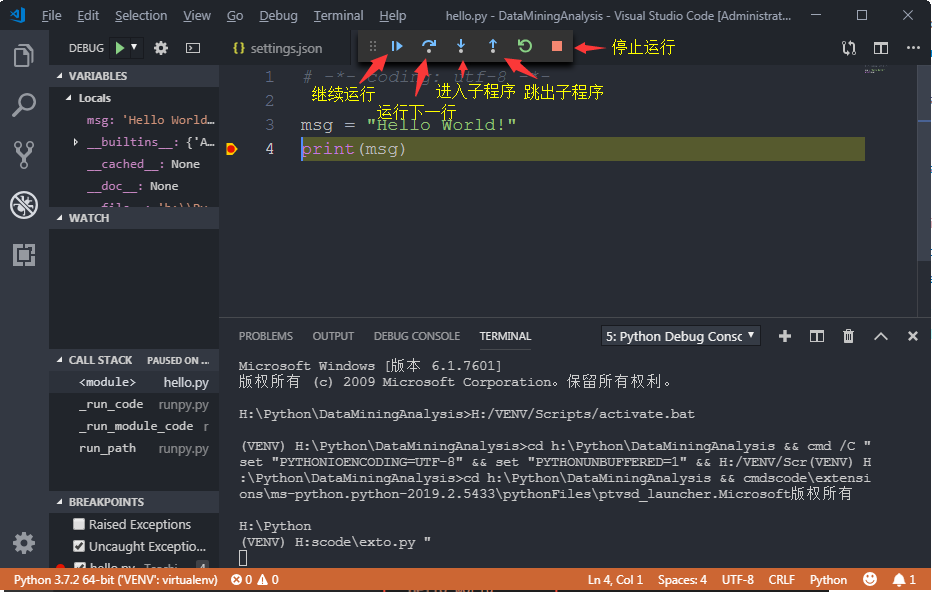 File Edit Selection View Go Debug Terminal Help hello.py - DataMiningAnalysis - Visual Studio Code [Administrat...
DEBUG
{} settings.json
停止运行
VARIABLES
Locals
msg: 'Hello World...
__builtins__: {'A...
__cached__: None
__doc__: None
WATCH
CALL STACK PAUSED ON ...
<module> hello.py
_run_code runpy.py
_run_module_code r
run_path runpy.py
BREAKPOINTS
Raised Exceptions
Uncaught Exceptio...
hello.py 4
1 # -*- coding: utf-8 -*-
继续运行 进入子程序 跳出子程序
2
运行下一行
3 msg = "Hello World!"
4 print(msg)
PROBLEMS OUTPUT DEBUG CONSOLE TERMINAL 5: Python Debug Consc
Microsoft Windows [版本 6.1.7601]
版权所有 (c) 2009 Microsoft Corporation。保留所有权利。
H:\Python\DataMiningAnalysis>H:/VENV/Scripts/activate.bat
(VENV) H:\Python\DataMiningAnalysis>cd h:\Python\DataMiningAnalysis && cmd /C "
set "PYTHONIOENCODING=UTF-8" && set "PYTHONUNBUFFERED=1" && H:/VENV/Scr(VENV) H
:\Python\DataMiningAnalysis>cd h:\Python\DataMiningAnalysis && cmdscode\extensi
ons\ms-python.python-2019.2.5433\pythonFiles\ptvsd_launcher.Microsoft版权所有
H:\Python
(VENV) H:scode\exto.py "
Python 3.7.2 64-bit ('VENV': virtualenv) 0 0 Ln 4, Col 1 Spaces: 4 UTF-8 CRLF Python 1